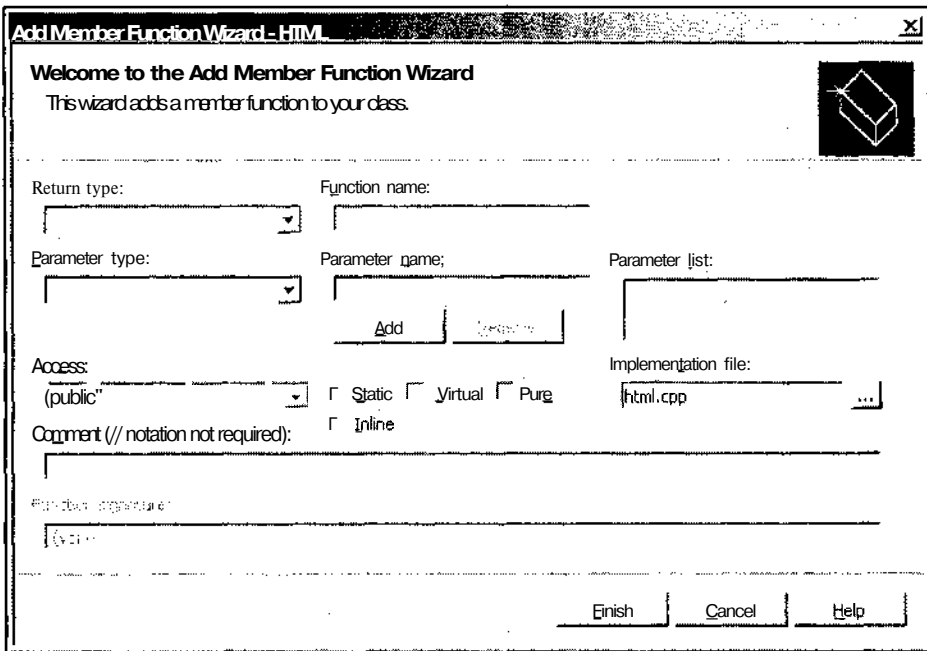 Add Member Function Wizard - HTML
Welcome to the Add Member Function Wizard
This wizard adds a member function to your class.
Return type:
Function name:
Parameter type:
Parameter name;
Parameter list:
Add
Access:
Implementation file:
(public"
Static
Virtual
Pure
html.cpp
...
Inline
Comment (// notation not required):
Finish
Cancel
Help